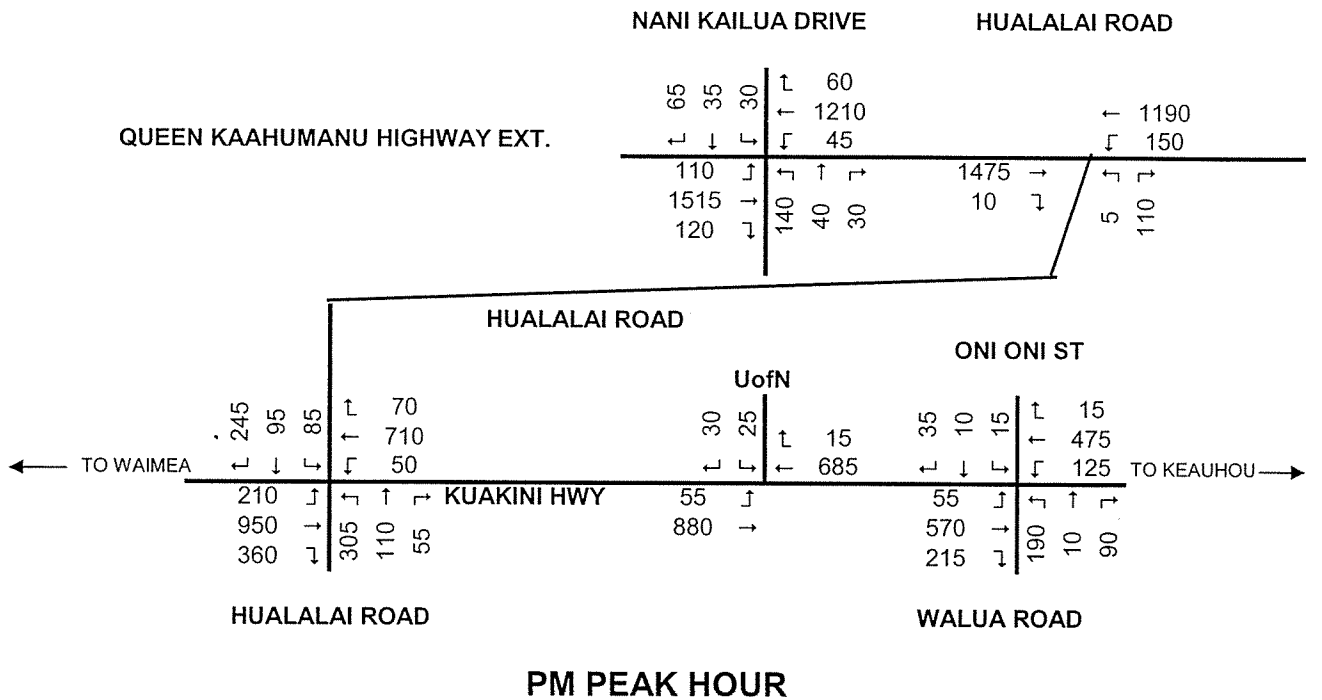 NANI KAILUA DRIVE HUALALAI ROAD
65 35 30 60
1210 1190
QUEEN KAAHUMANU HIGHWAY EXT. 45 150
110 1475
1515 140 40 30 10 5 110
120
HUALALAI ROAD
ONI ONI ST
UofN
245 95 85 70 30 25 15 35 10 15 15
710 685 475
TO WAIMEA 50 125 TO KEAUHOU
210 KUAKINI HWY 55 55
950 305 110 55 880 570 190 10 90
360 215
HUALALAI ROAD WALUA ROAD
PM PEAK HOUR